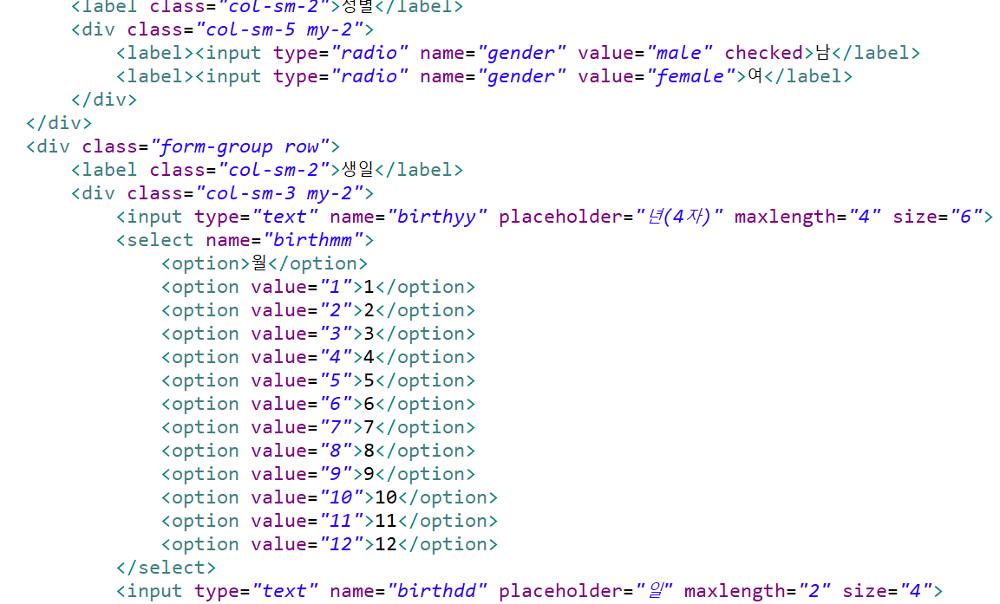 <label class="col-sm-2">성별</label>
<div class="col-sm-5 my-2">
<label><input type="radio" name="gender" value="male" checked>남</label>
<label><input type="radio" name="gender" value="female">여</label>
</div>
</div>
<div class="form-group row">
<label class="col-sm-2">생일</label>
<div class="col-sm-3 my-2">
<input type="text" name="birthyy" placeholder="년(4자)" maxlength="4" size="6">
<select name="birthmm">
<option>월</option>
<option value="1">1</option>
<option value="2">2</option>
<option value="3">3</option>
<option value="4">4</option>
<option value="5">5</option>
<option value="6">6</option>
<option value="7">7</option>
<option value="8">8</option>
<option value="9">9</option>
<option value="10">10</option>
<option value="11">11</option>
<option value="12">12</option>
</select>
<input type="text" name="birthdd" placeholder="일" maxlength="2" size="4">